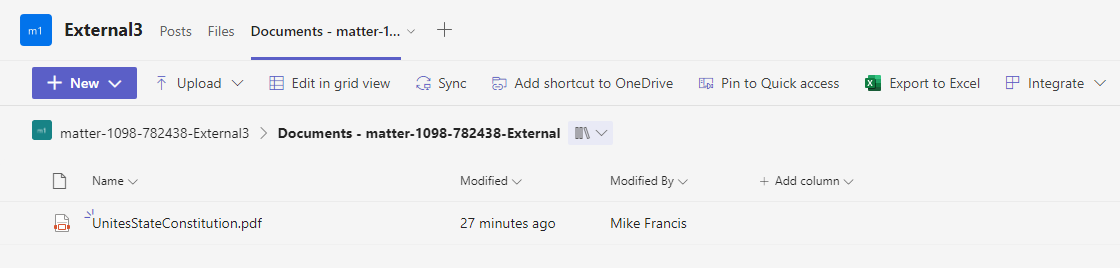 m1 External3 Posts Files Documents - matter-1...
New Upload Edit in grid view Sync Add shortcut to OneDrive Pin to Quick access Export to Excel Integrate
m1 matter-1098-782438-External3 > Documents - matter-1098-782438-External
Name Modified Modified By + Add column
UnitesStateConstitution.pdf 27 minutes ago Mike Francis